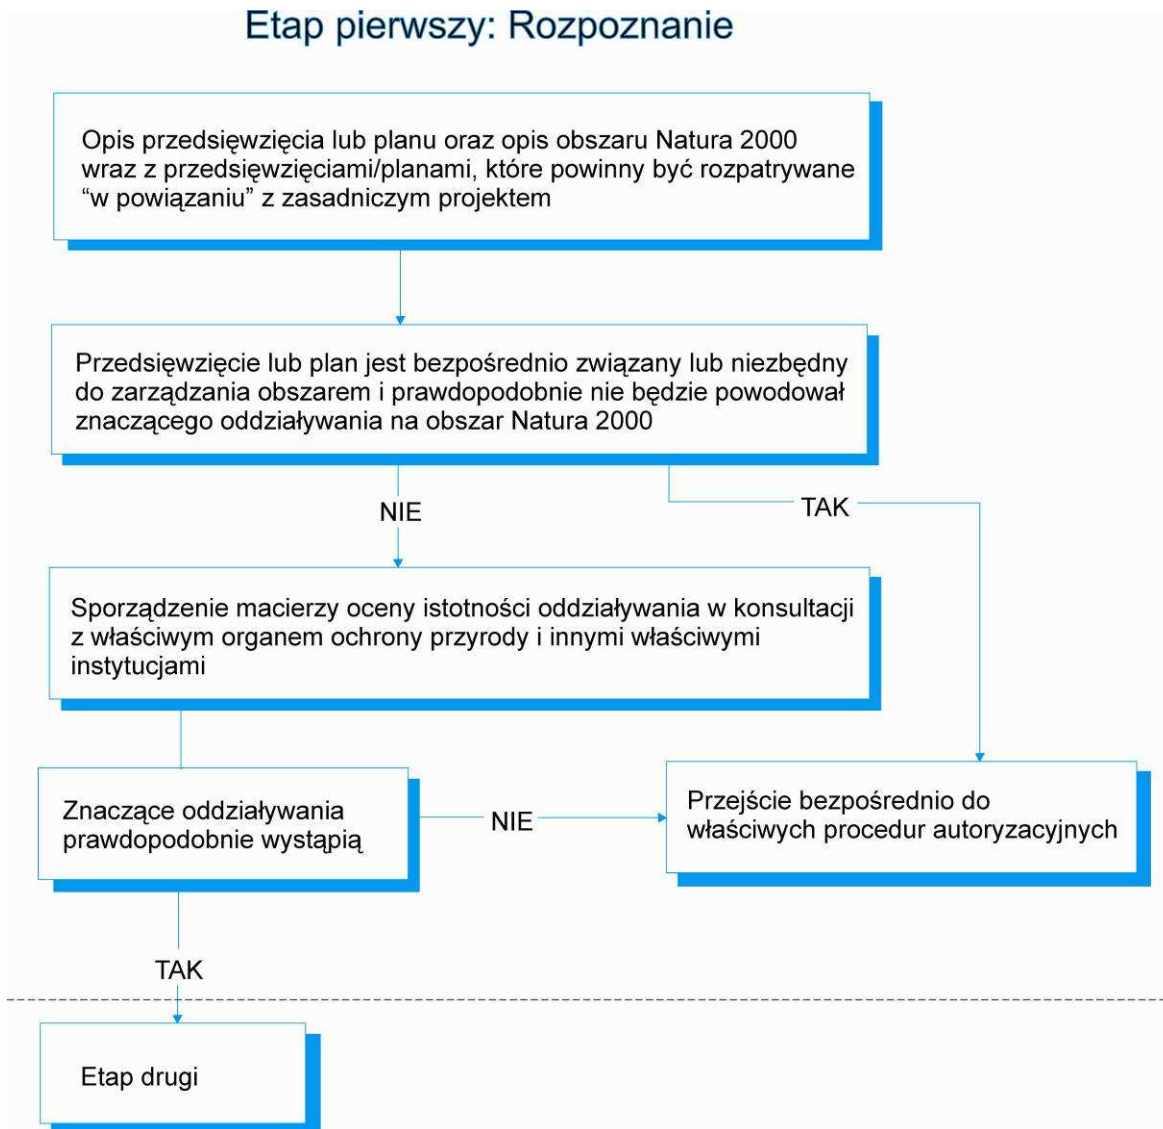 Etap pierwszy: Rozpoznanie
Opis przedsięwzięcia lub planu oraz opis obszaru Natura 2000
wraz z przedsięwzięciami/planami, które powinny być rozpatrywane
“w powiązaniu” z zasadniczym projektem
Przedsięwzięcie lub plan jest bezpośrednio związany lub niezbędny
do zarządzania obszarem i prawdopodobnie nie będzie powodował
znaczącego oddziaływania na obszar Natura 2000
NIE
TAK
Sporządzenie macierzy oceny istotności oddziaływania w konsultacji
z właściwym organem ochrony przyrody i innymi właściwymi
instytucjami
Znaczące oddziaływania
prawdopodobnie wystąpią
NIE
Przejście bezpośrednio do
właściwych procedur autoryzacyjnych
TAK
Etap drugi